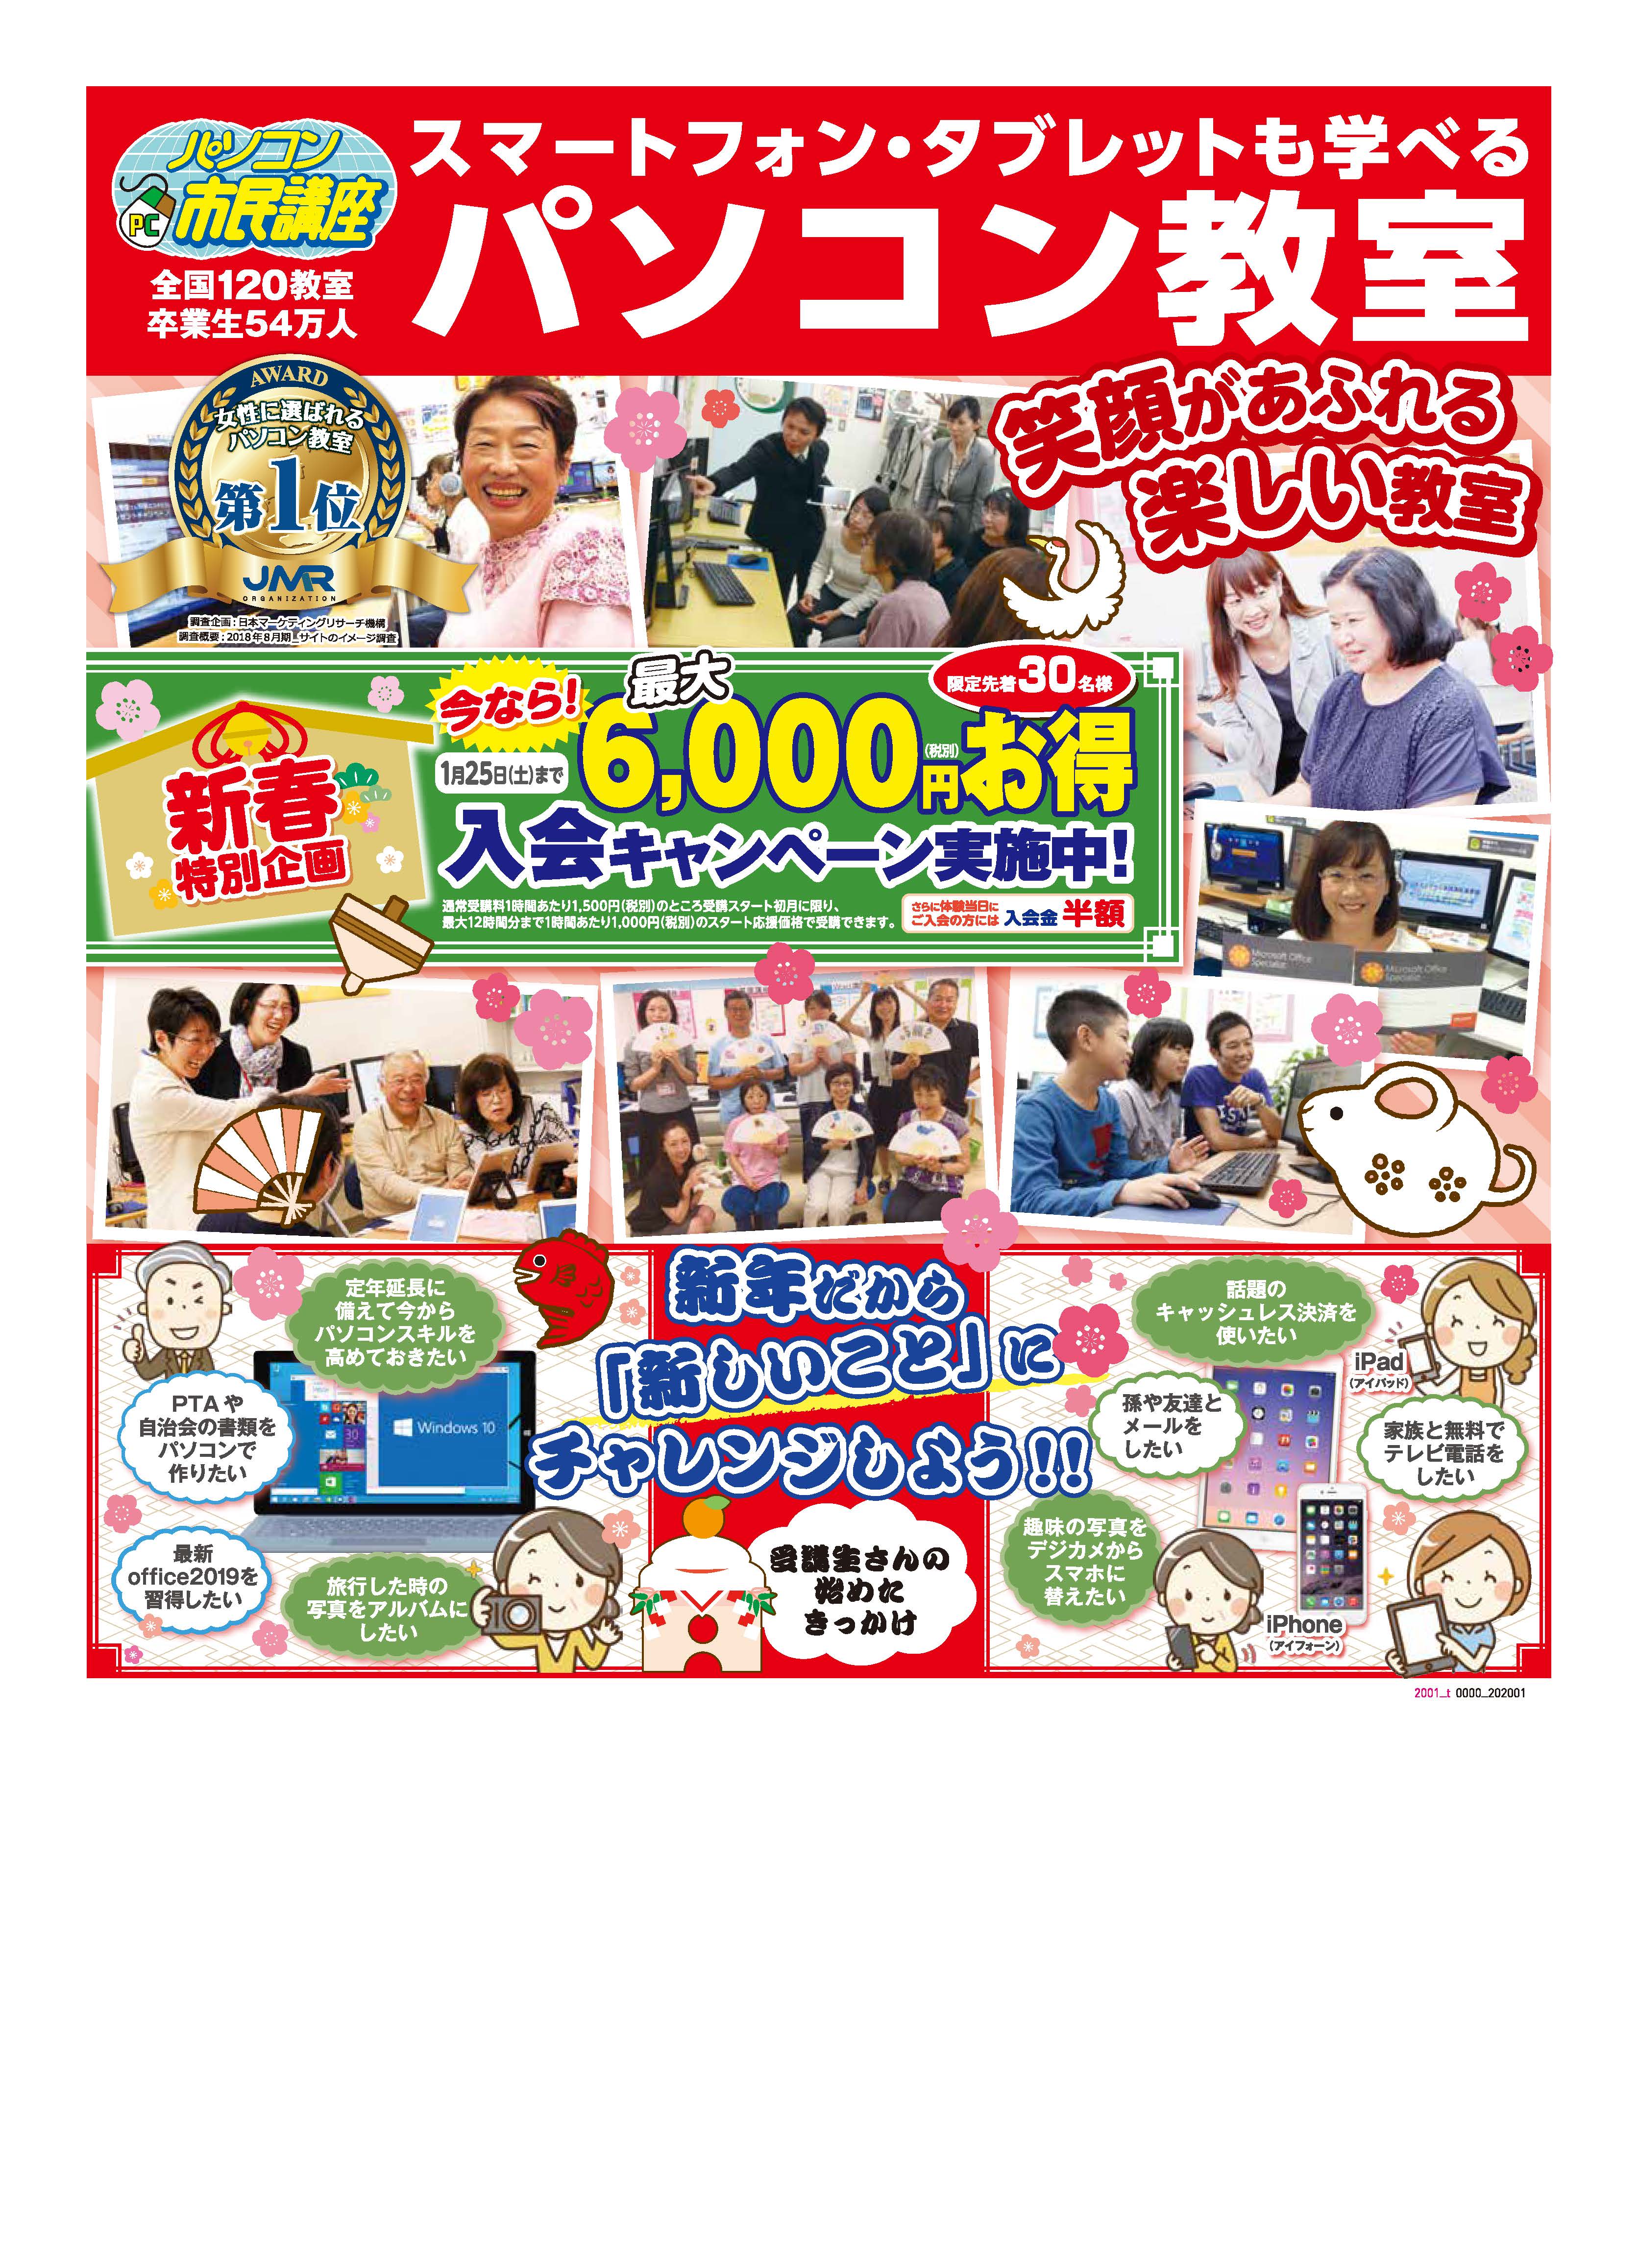 パソコン
市民講座
PC
全国120教室
卒業生54万人
スマートフォン・タブレットも学べる
パソコン教室
AWARD
女性に選ばれる
パソコン教室
第1位
JMR
ORGANIZATION
調査企画：日本マーケティングリサーチ機構
調査概要：2018年8月期_サイトのイメージ調査
笑顔があふれる
楽しい教室
新春
特別企画
今なら!
1月25日(土)まで
限定先着30名様
最大
6,000円(税別)お得
入会キャンペーン実施中!
通常受講料1時間あたり1,500円(税別)のところ受講スタート初月に限り、
最大12時間分まで1時間あたり1,000円(税別)のスタート応援価格で受講できます。
さらに体験当日に
ご入会の方には 入会金 半額
Microsoft Office
Specialist
Microsoft Office
Specialist
新年だから
「新しいこと」に
チャレンジしよう!!
受講生さんの
始めた
きっかけ
定年延長に
備えて今から
パソコンスキルを
高めておきたい
PTAや
自治会の書類を
パソコンで
作りたい
Windows 10
最新
office2019を
習得したい
旅行した時の
写真をアルバムに
したい
話題の
キャッシュレス決済を
使いたい
iPad
(アイパッド)
孫や友達と
メールを
したい
家族と無料で
テレビ電話を
したい
趣味の写真を
デジカメから
スマホに
替えたい
iPhone
(アイフォーン)
2001_t 0000_202001